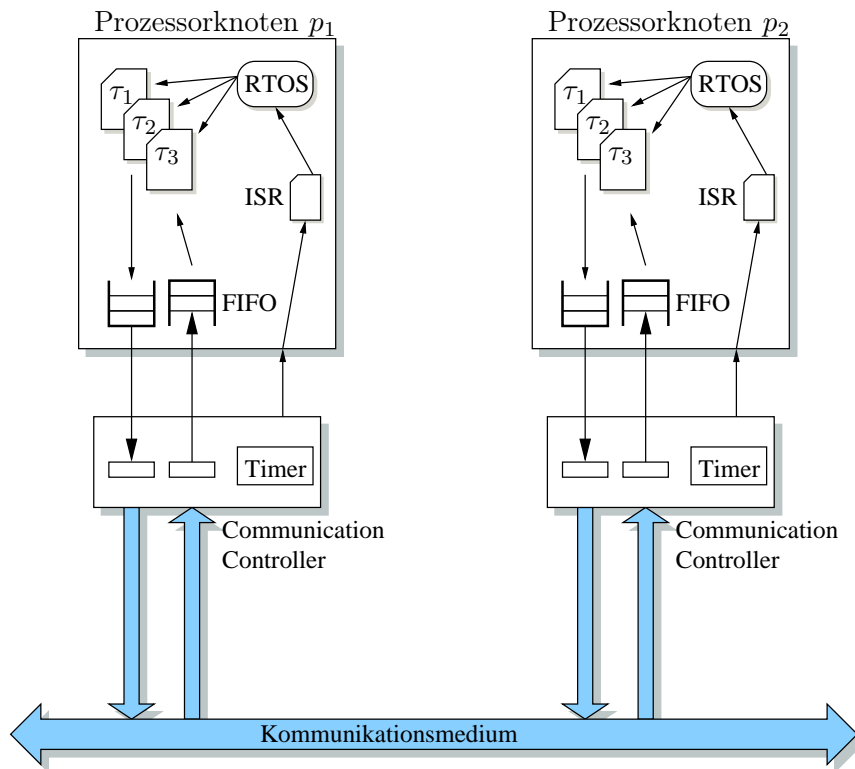 Prozessorknoten p₁
RTOS
τ₁
τ₂
τ₃
ISR
FIFO
Timer
Communication
Controller
Prozessorknoten p₂
RTOS
τ₁
τ₂
τ₃
ISR
FIFO
Timer
Communication
Controller
Kommunikationsmedium